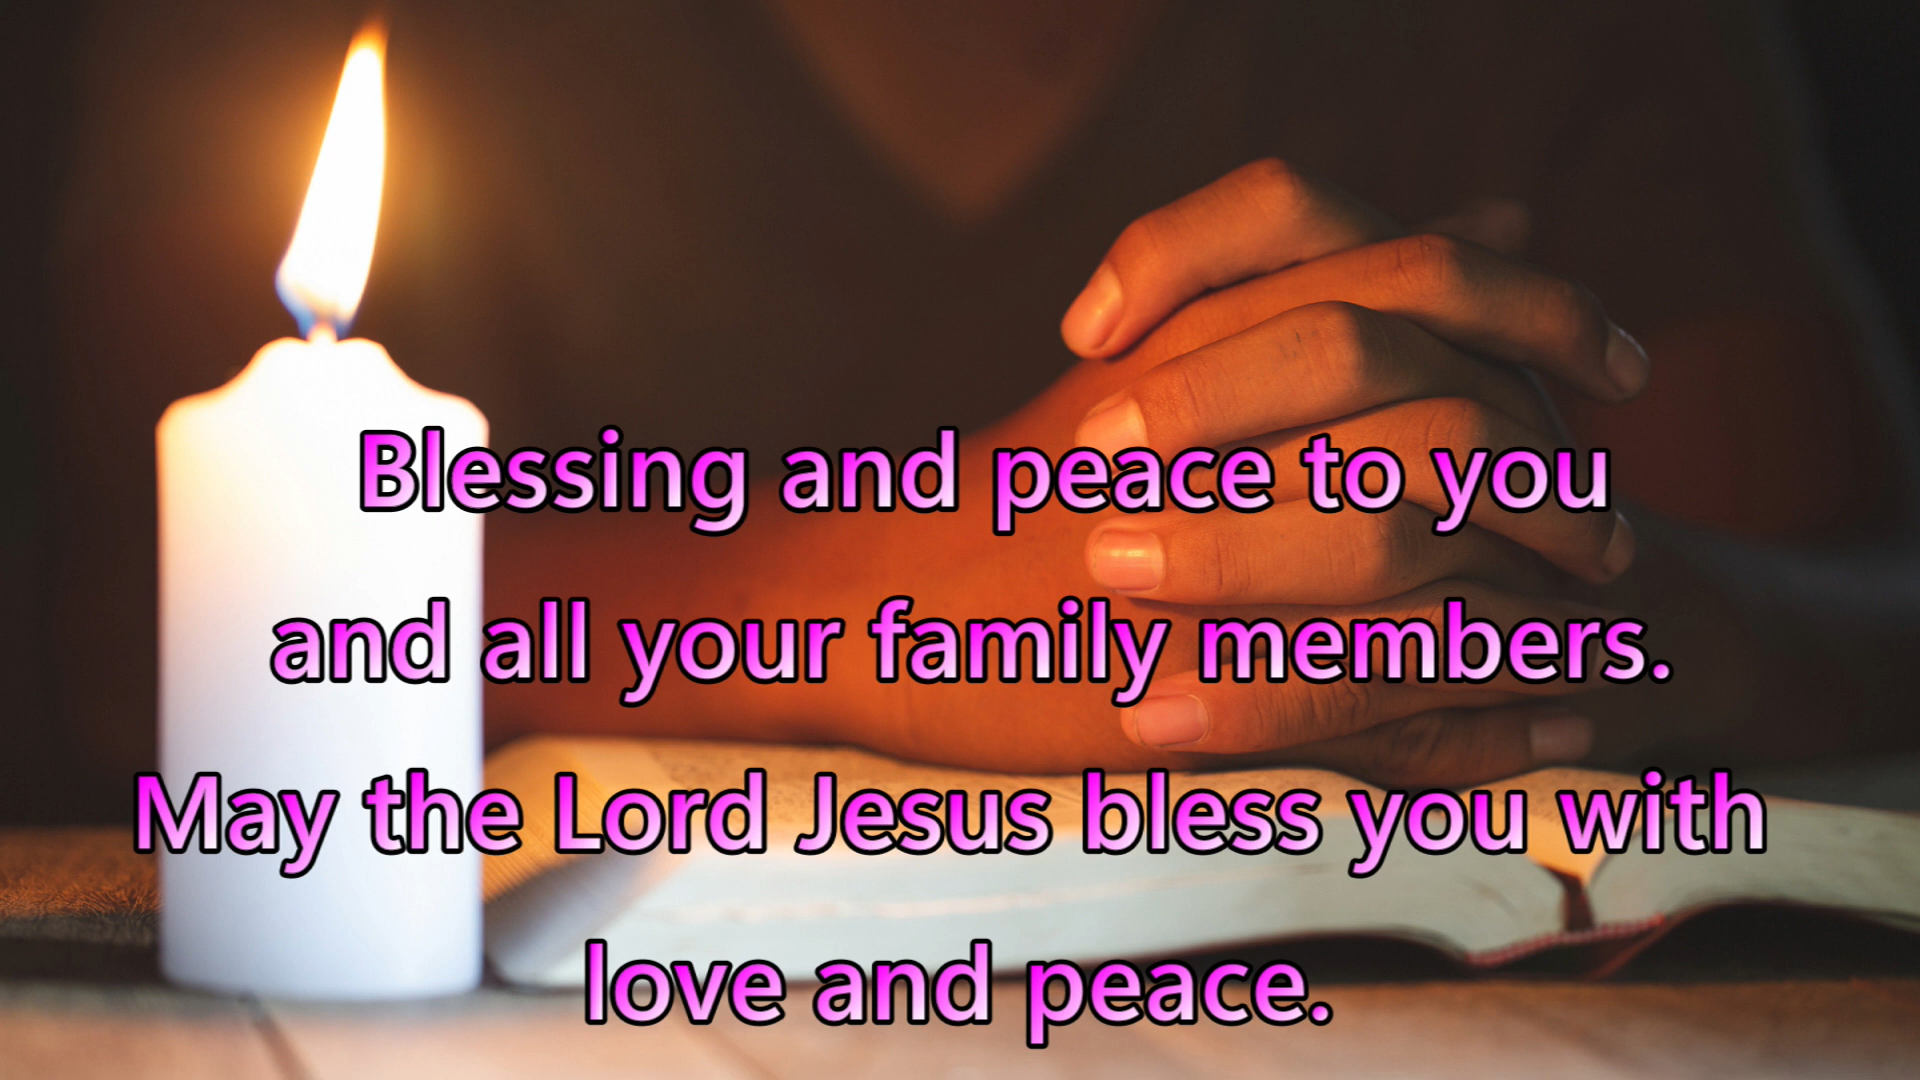 Blessing and peace to you
and all your family members.
May the Lord Jesus bless you with
love and peace.